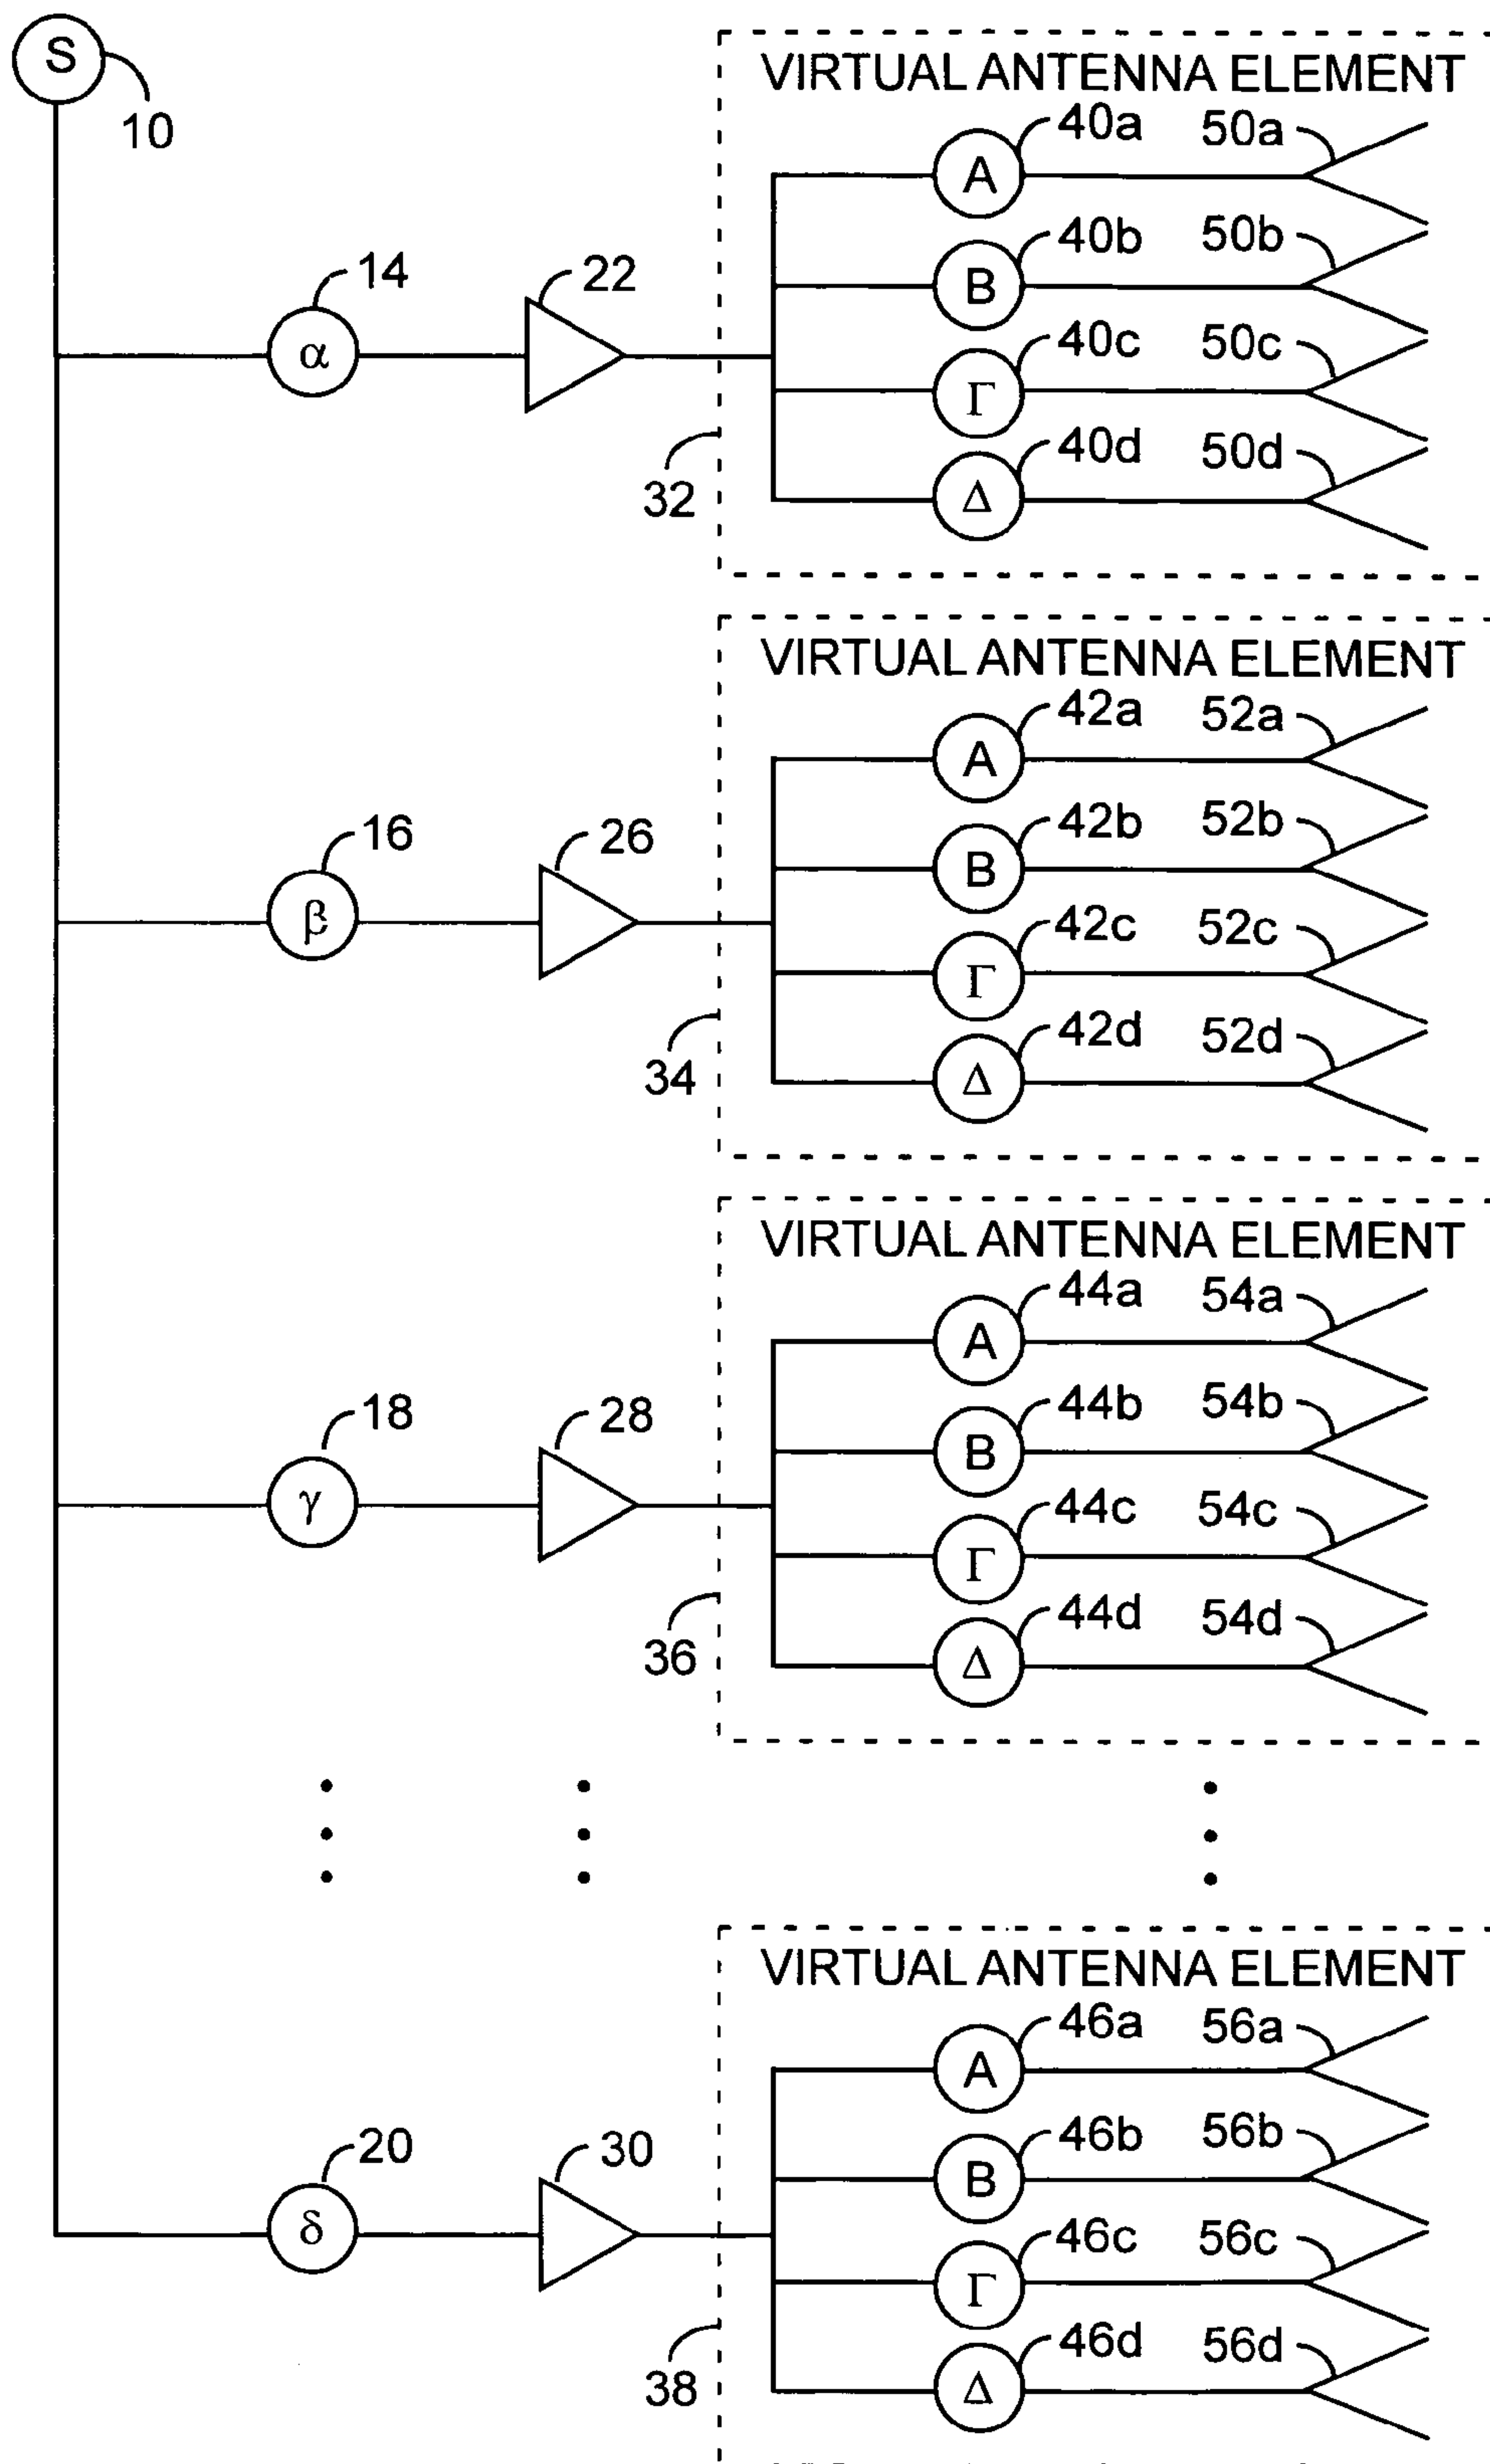 S
10
VIRTUAL ANTENNA ELEMENT
A 40a 50a
B 40b 50b
α 14 22
Γ 40c 50c
Δ 40d 50d
32
VIRTUAL ANTENNA ELEMENT
A 42a 52a
B 42b 52b
β 16 26
Γ 42c 52c
Δ 42d 52d
34
VIRTUAL ANTENNA ELEMENT
A 44a 54a
B 44b 54b
γ 18 28
Γ 44c 54c
Δ 44d 54d
36
VIRTUAL ANTENNA ELEMENT
A 46a 56a
B 46b 56b
δ 20 30
Γ 46c 56c
Δ 46d 56d
38